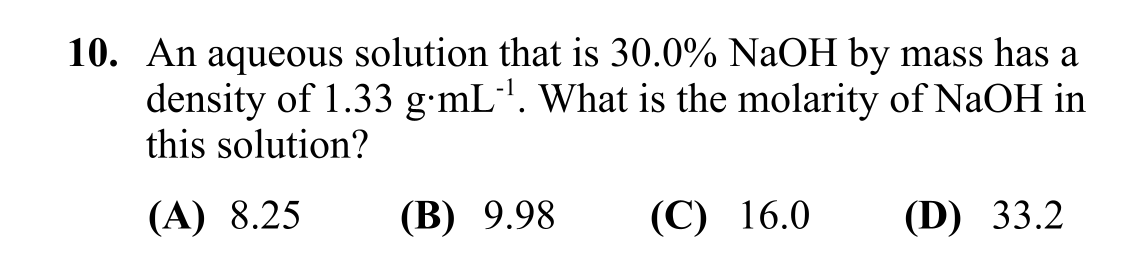 10. An aqueous solution that is 30.0% NaOH by mass has a
density of 1.33 g·mL⁻¹. What is the molarity of NaOH in
this solution?
(A) 8.25 (B) 9.98 (C) 16.0 (D) 33.2